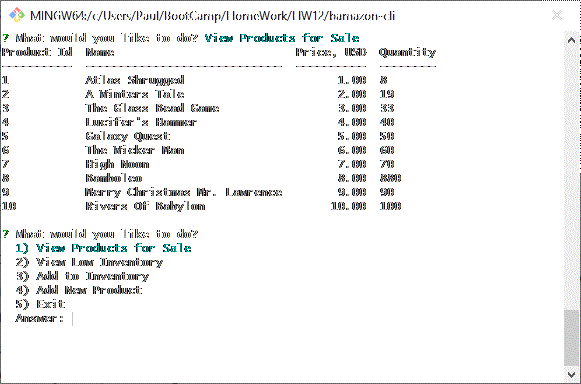 MINGW64:/c/Users/Paul/BootCamp/HomeWork/HW12/bamazon-cli
? What would you like to do? View Products for Sale
Product Id  Name                          Price, USD  Quantity
----------  ----------------------------  ----------  --------
1           Atlas Shrugged                      1.00  8
2           A Winters Tale                      2.00  19
3           The Glass Bead Game                 3.00  33
4           Lucifer's Hammer                    4.00  40
5           Galaxy Quest                        5.00  50
6           The Wicker Man                      6.00  60
7           High Noon                           7.00  70
8           Bamboleo                            8.00  880
9           Merry Christmas Mr. Lawrence        9.00  90
10          Rivers Of Babylon                  10.00  100
? What would you like to do?
1) View Products for Sale
2) View Low Inventory
3) Add to Inventory
4) Add New Product
5) Exit
Answer: